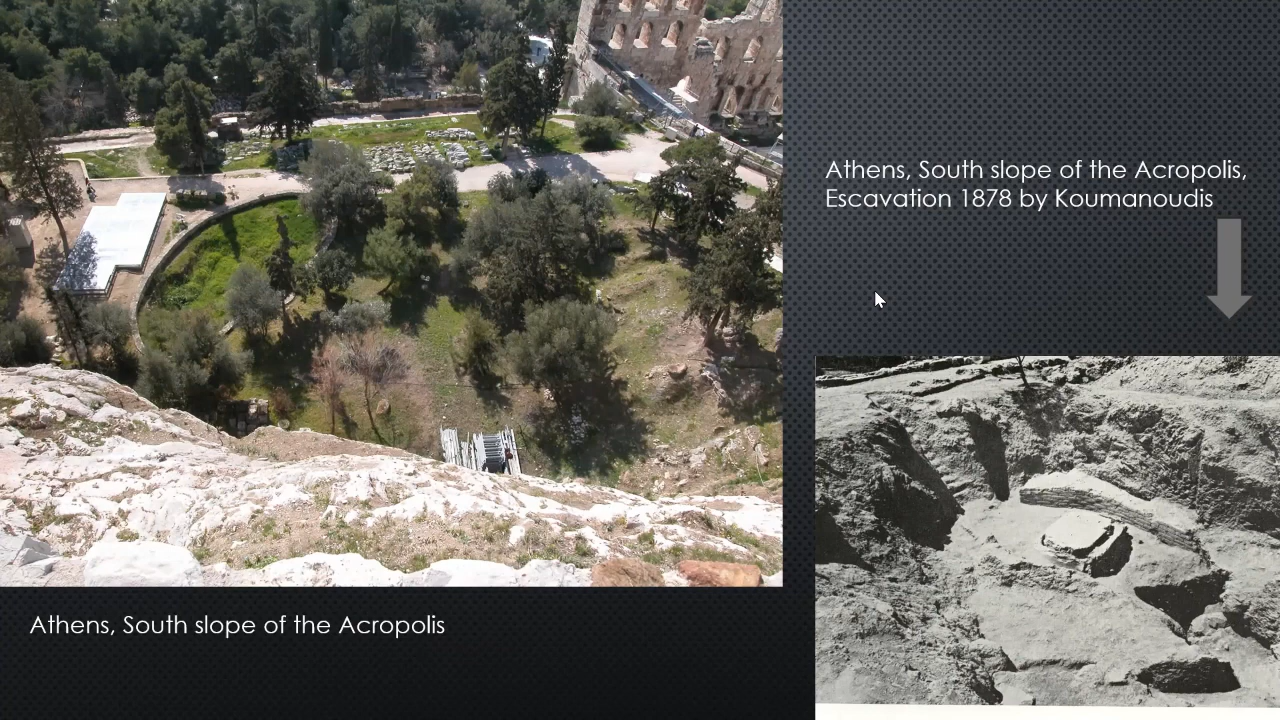 Athens, South slope of the Acropolis,
Escavation 1878 by Koumanoudis
Athens, South slope of the Acropolis